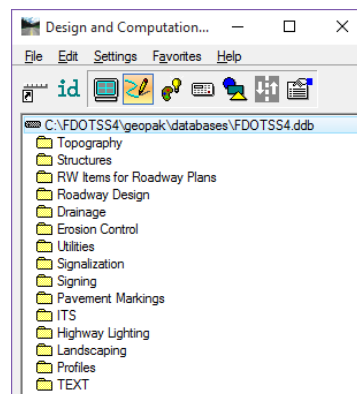 Design and Computation...
File Edit Settings Favorites Help
id
C:\FDOTSS4\geopak\databases\FDOTSS4.ddb
Topography
Structures
RW Items for Roadway Plans
Roadway Design
Drainage
Erosion Control
Utilities
Signalization
Signing
Pavement Markings
ITS
Highway Lighting
Landscaping
Profiles
TEXT